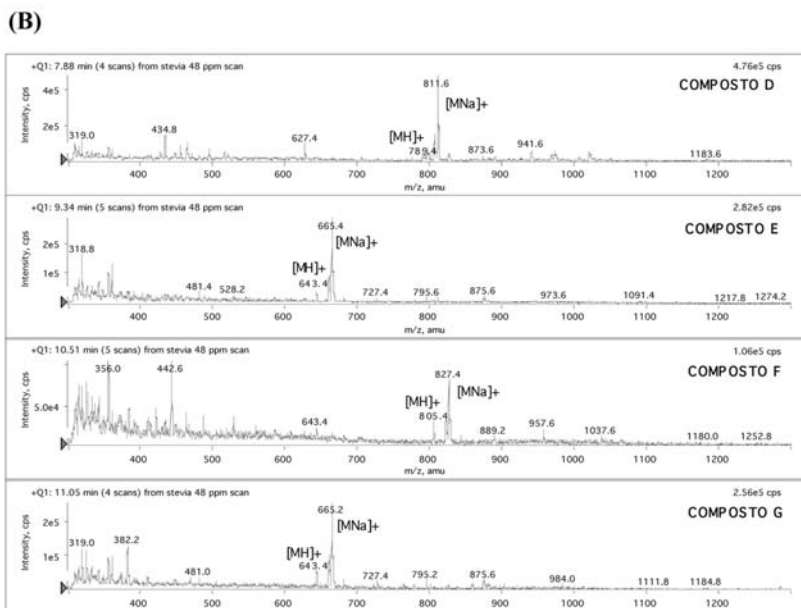 (B)
+Q1: 7.88 min (4 scans) from stevia 48 ppm scan 4.76e5 cps
COMPOSTO D
811.6
4e5
[MNa]+
Intensity, cps
2e5
434.8
[MH]+
319.0
627.4
789.4
873.6
941.6
1183.6
400 500 600 700 800 900 1000 1100 1200
m/z, amu
+Q1: 9.34 min (5 scans) from stevia 48 ppm scan 2.82e5 cps
665.4
COMPOSTO E
318.8
2e5
[MNa]+
Intensity, cps
[MH]+
1e5
643.4
481.4 528.2
727.4 795.6 875.6 973.6 1091.4 1217.8 1274.2
400 500 600 700 800 900 1000 1100 1200
m/z, amu
+Q1: 10.51 min (5 scans) from stevia 48 ppm scan 1.06e5 cps
356.0 442.6
827.4
COMPOSTO F
[MH]+ [MNa]+
Intensity, cps
5.0e4
805.4
643.4
889.2 957.6 1037.6
1180.0 1252.8
400 500 600 700 800 900 1000 1100 1200
m/z, amu
+Q1: 11.05 min (4 scans) from stevia 48 ppm scan 2.56e5 cps
665.2
COMPOSTO G
2e5
[MNa]+
Intensity, cps
319.0 382.2
[MH]+
1e5
643.4
481.0
727.4 795.2 875.6 984.0 1111.8 1184.8
400 500 600 700 800 900 1000 1100 1200
m/z, amu